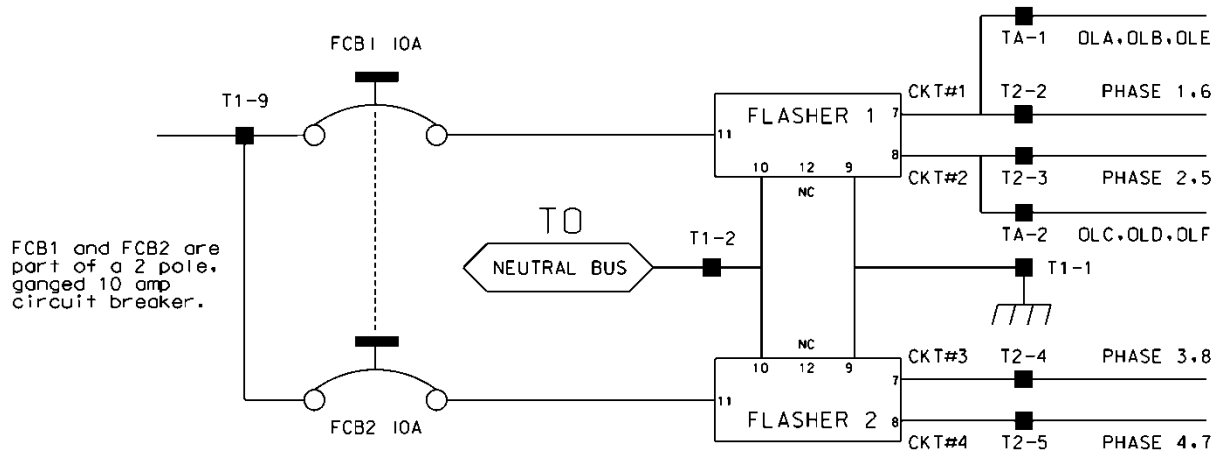 FCB1 10A
T1-9
FLASHER 1
11
7
8
10 12 9
NC
CKT#1
CKT#2
TA-1 OLA,OLB,OLE
T2-2 PHASE 1,6
T2-3 PHASE 2,5
TA-2 OLC,OLD,OLF
TO
NEUTRAL BUS
T1-2
T1-1
FCB1 and FCB2 are
part of a 2 pole,
ganged 10 amp
circuit breaker.
FCB2 10A
NC
10 12 9
11
7
8
FLASHER 2
CKT#3 T2-4 PHASE 3,8
CKT#4 T2-5 PHASE 4,7